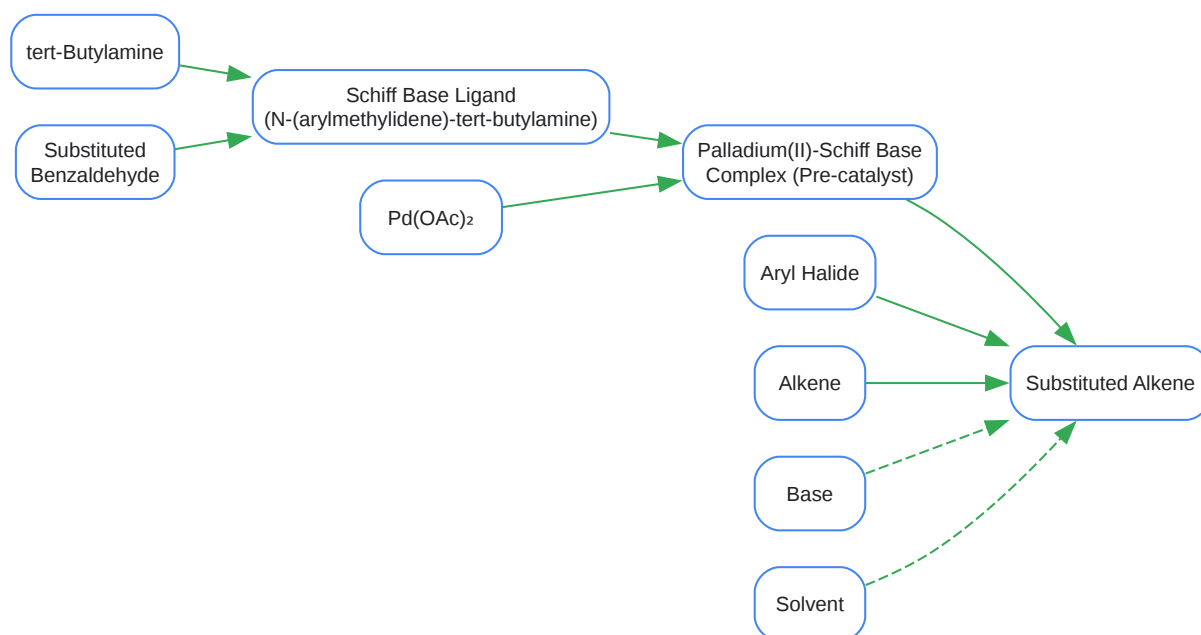 tert-Butylamine
Substituted
Benzaldehyde
Schiff Base Ligand
(N-(arylmethylidene)-tert-butylamine)
Pd(OAc)₂
Palladium(II)-Schiff Base
Complex (Pre-catalyst)
Aryl Halide
Alkene
Base
Solvent
Substituted Alkene